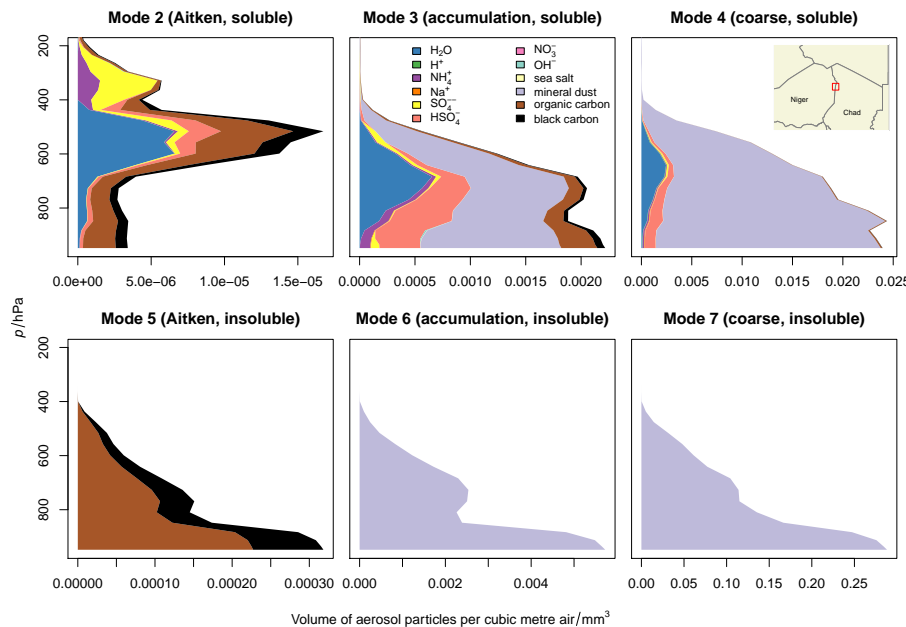 Mode 2 (Aitken, soluble)
Mode 3 (accumulation, soluble)
Mode 4 (coarse, soluble)
200
400
600
800
H₂O
H⁺
NH₄⁺
Na⁺
SO₄⁻⁻
HSO₄⁻
NO₃⁻
OH⁻
sea salt
mineral dust
organic carbon
black carbon
Niger
Chad
0.0e+00 5.0e−06 1.0e−05 1.5e−05
0.0000 0.0005 0.0010 0.0015 0.0020
0.000 0.005 0.010 0.015 0.020 0.025
p/hPa
Mode 5 (Aitken, insoluble)
Mode 6 (accumulation, insoluble)
Mode 7 (coarse, insoluble)
200
400
600
800
0.00000 0.00010 0.00020 0.00030
0.000 0.002 0.004
0.00 0.05 0.10 0.15 0.20 0.25
Volume of aerosol particles per cubic metre air/mm³